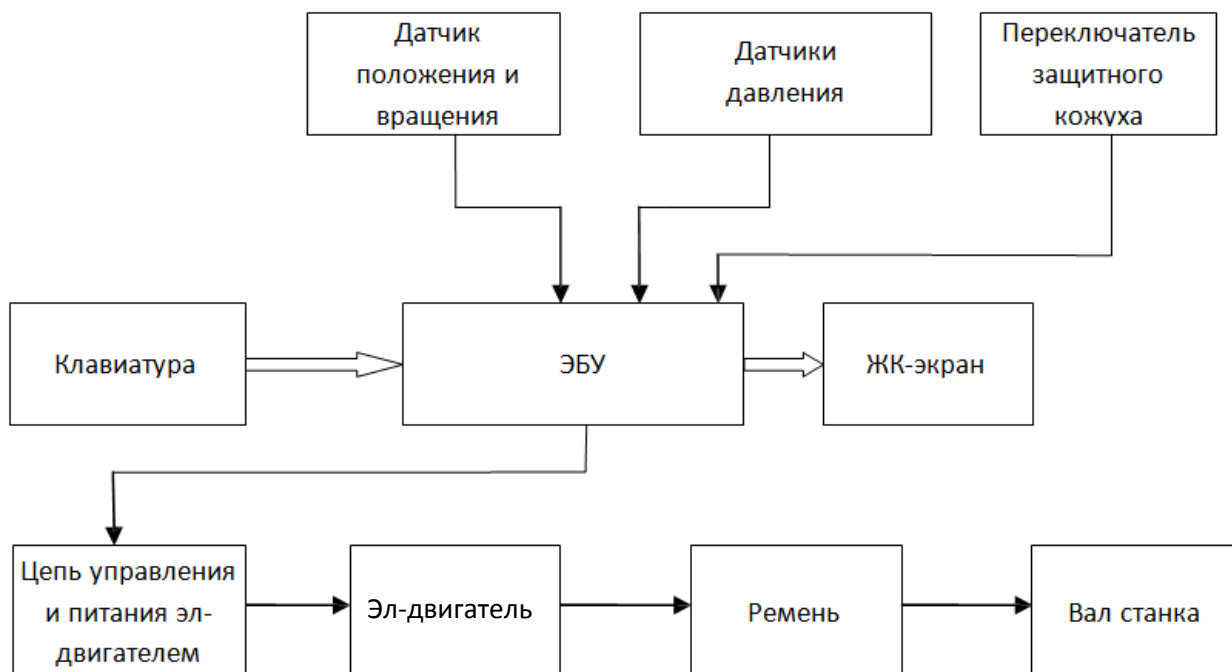 Датчик
положения и
вращения
Датчики
давления
Переключатель
защитного
кожуха
Клавиатура
ЭБУ
ЖК-экран
Цепь управления
и питания эл-
двигателем
Эл-двигатель
Ремень
Вал станка